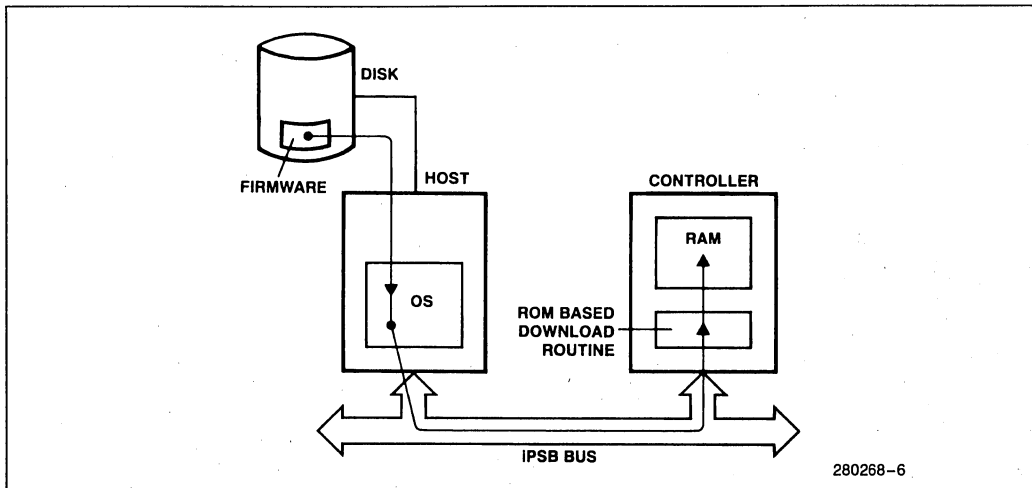 DISK
FIRMWARE
HOST
CONTROLLER
RAM
OS
ROM BASED
DOWNLOAD
ROUTINE
iPSB BUS
280268-6